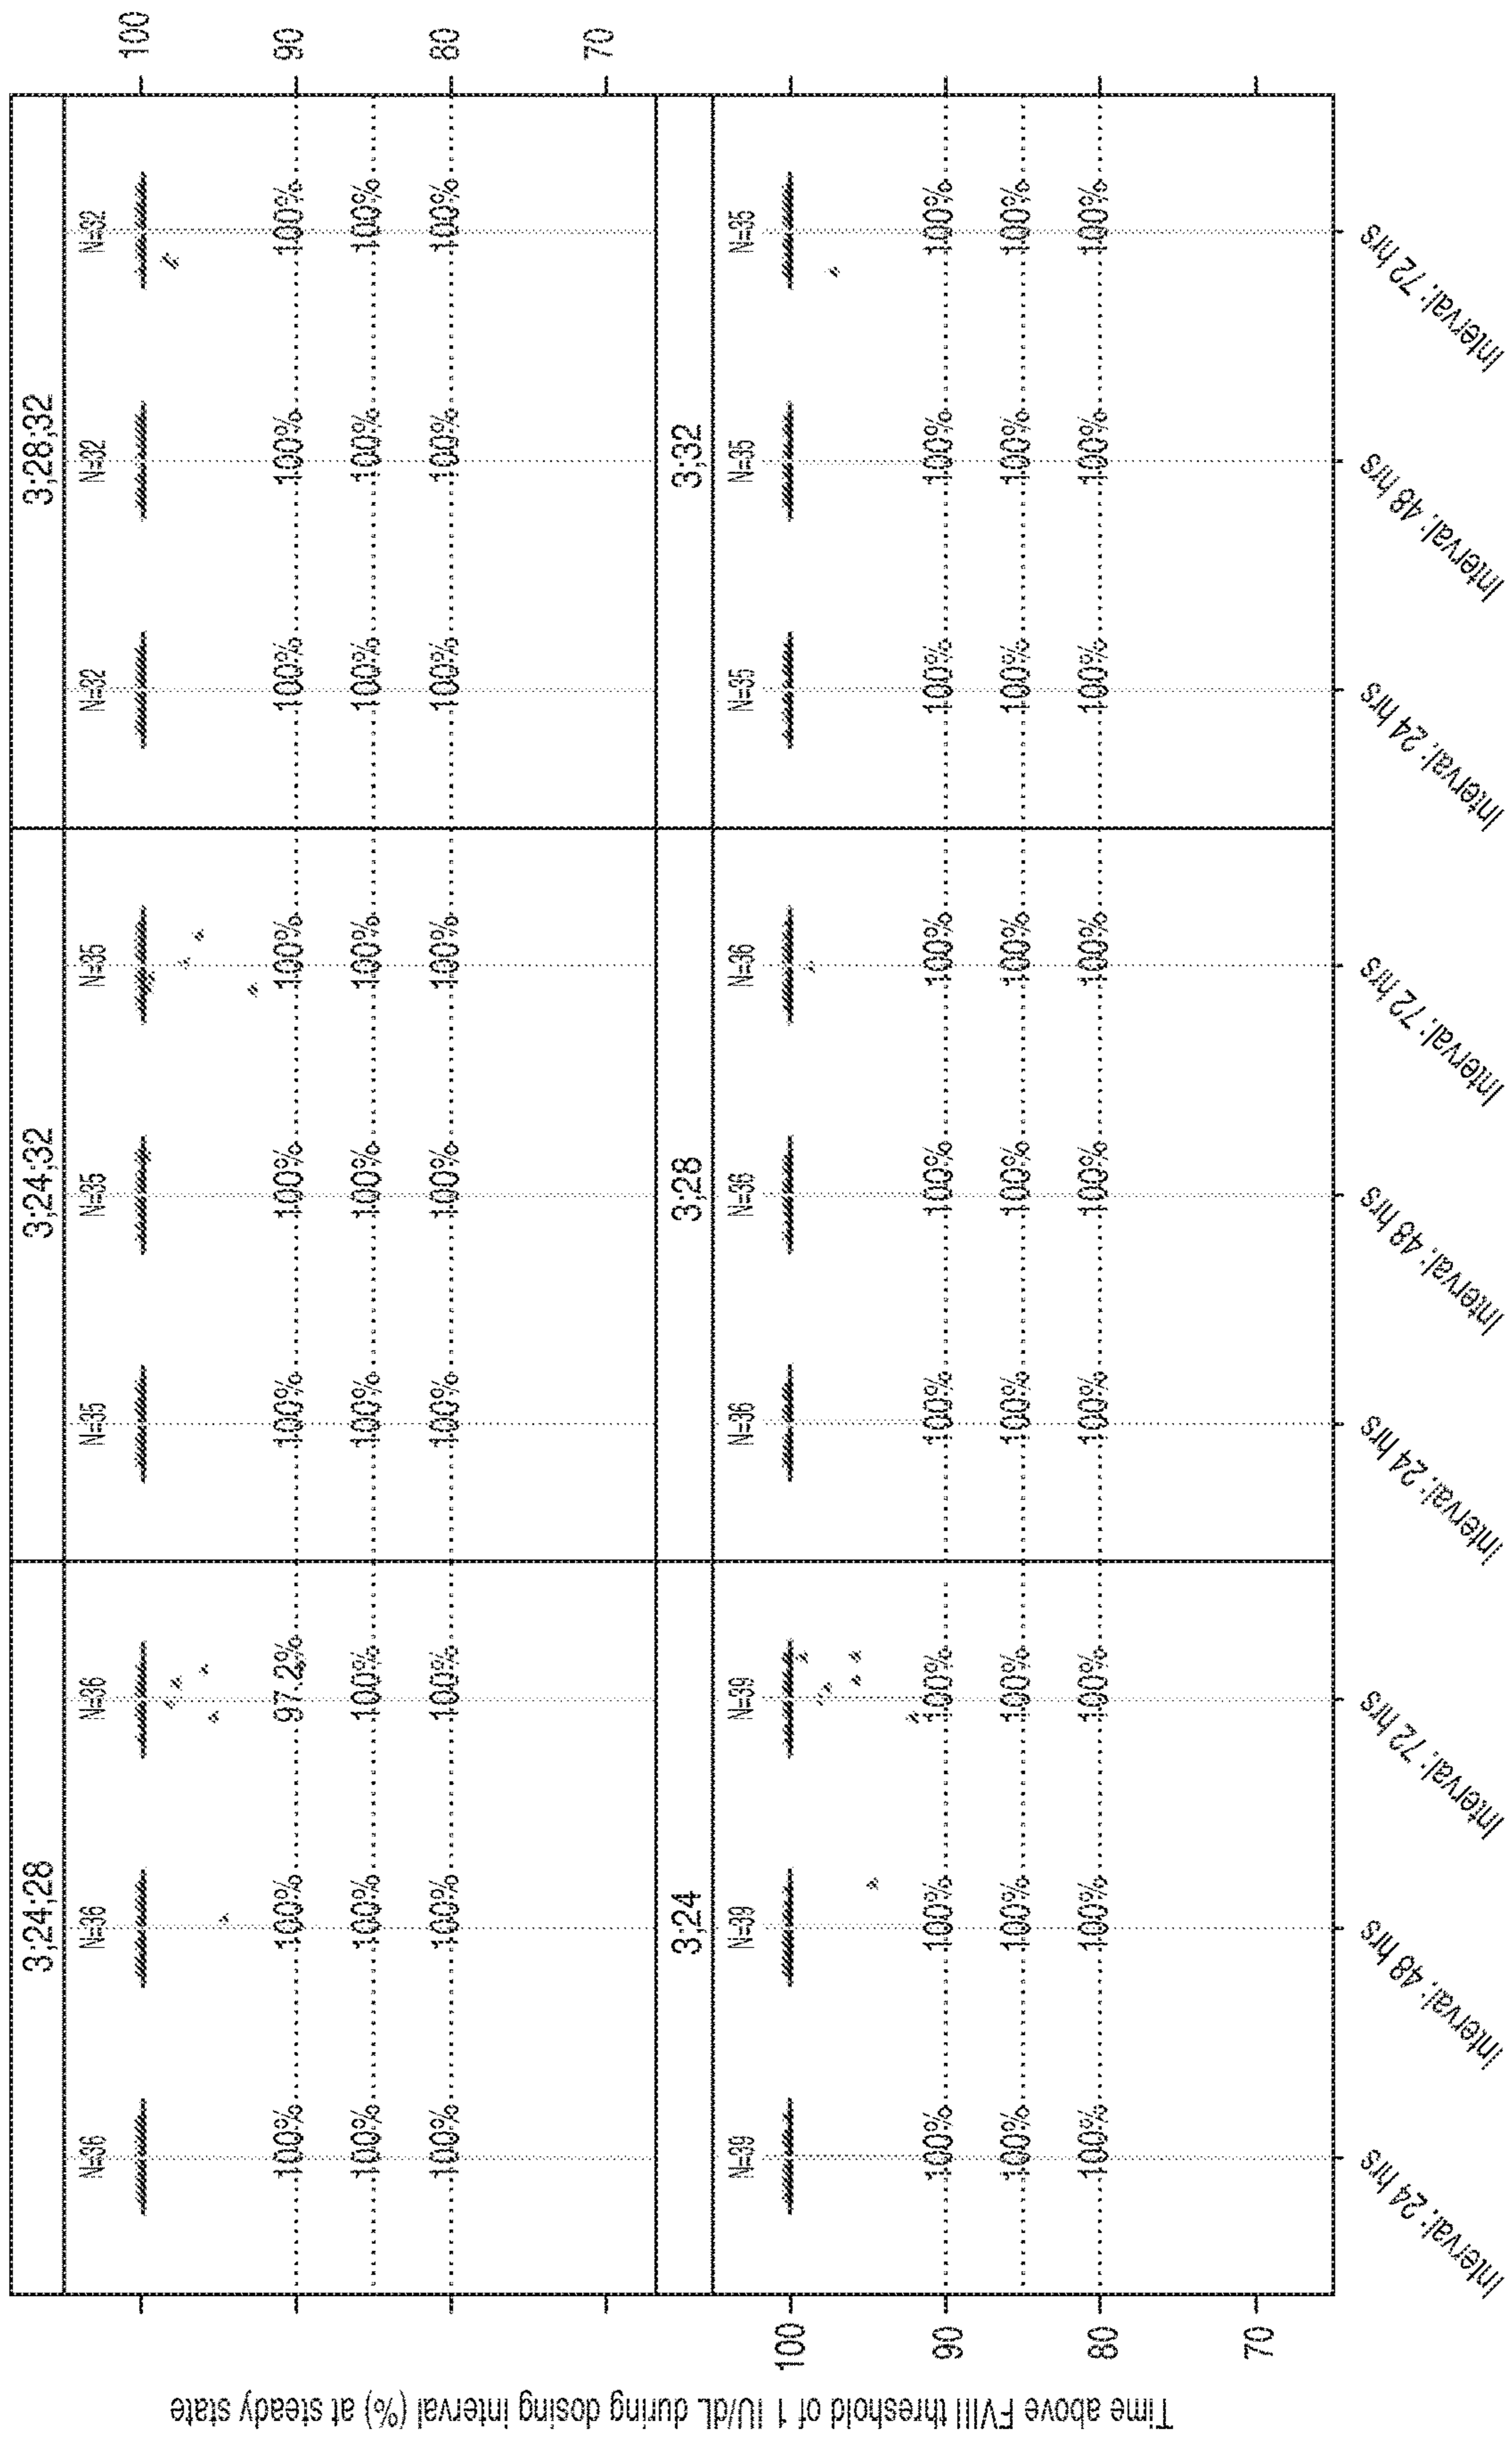 3;24;28 3;24;32 3;28;32
N=36 N=36 N=36 N=35 N=35 N=35 N=32 N=32 N=32
100
100% 100% 97.2% 100% 100% 100% 100% 100% 100% 90
100% 100% 100% 100% 100% 100% 100% 100% 100%
100% 100% 100% 100% 100% 100% 100% 100% 100% 80
70
3;24 3;28 3;32
N=39 N=39 N=39 N=36 N=36 N=36 N=35 N=35 N=35
100
90 100% 100% 100% 100% 100% 100% 100% 100% 100%
100% 100% 100% 100% 100% 100% 100% 100% 100%
80 100% 100% 100% 100% 100% 100% 100% 100% 100%
70
Interval: 24 hrs Interval: 48 hrs Interval: 72 hrs Interval: 24 hrs Interval: 48 hrs Interval: 72 hrs Interval: 24 hrs Interval: 48 hrs Interval: 72 hrs
Time above FVIII threshold of 1 IU/dL during dosing interval (%) at steady state